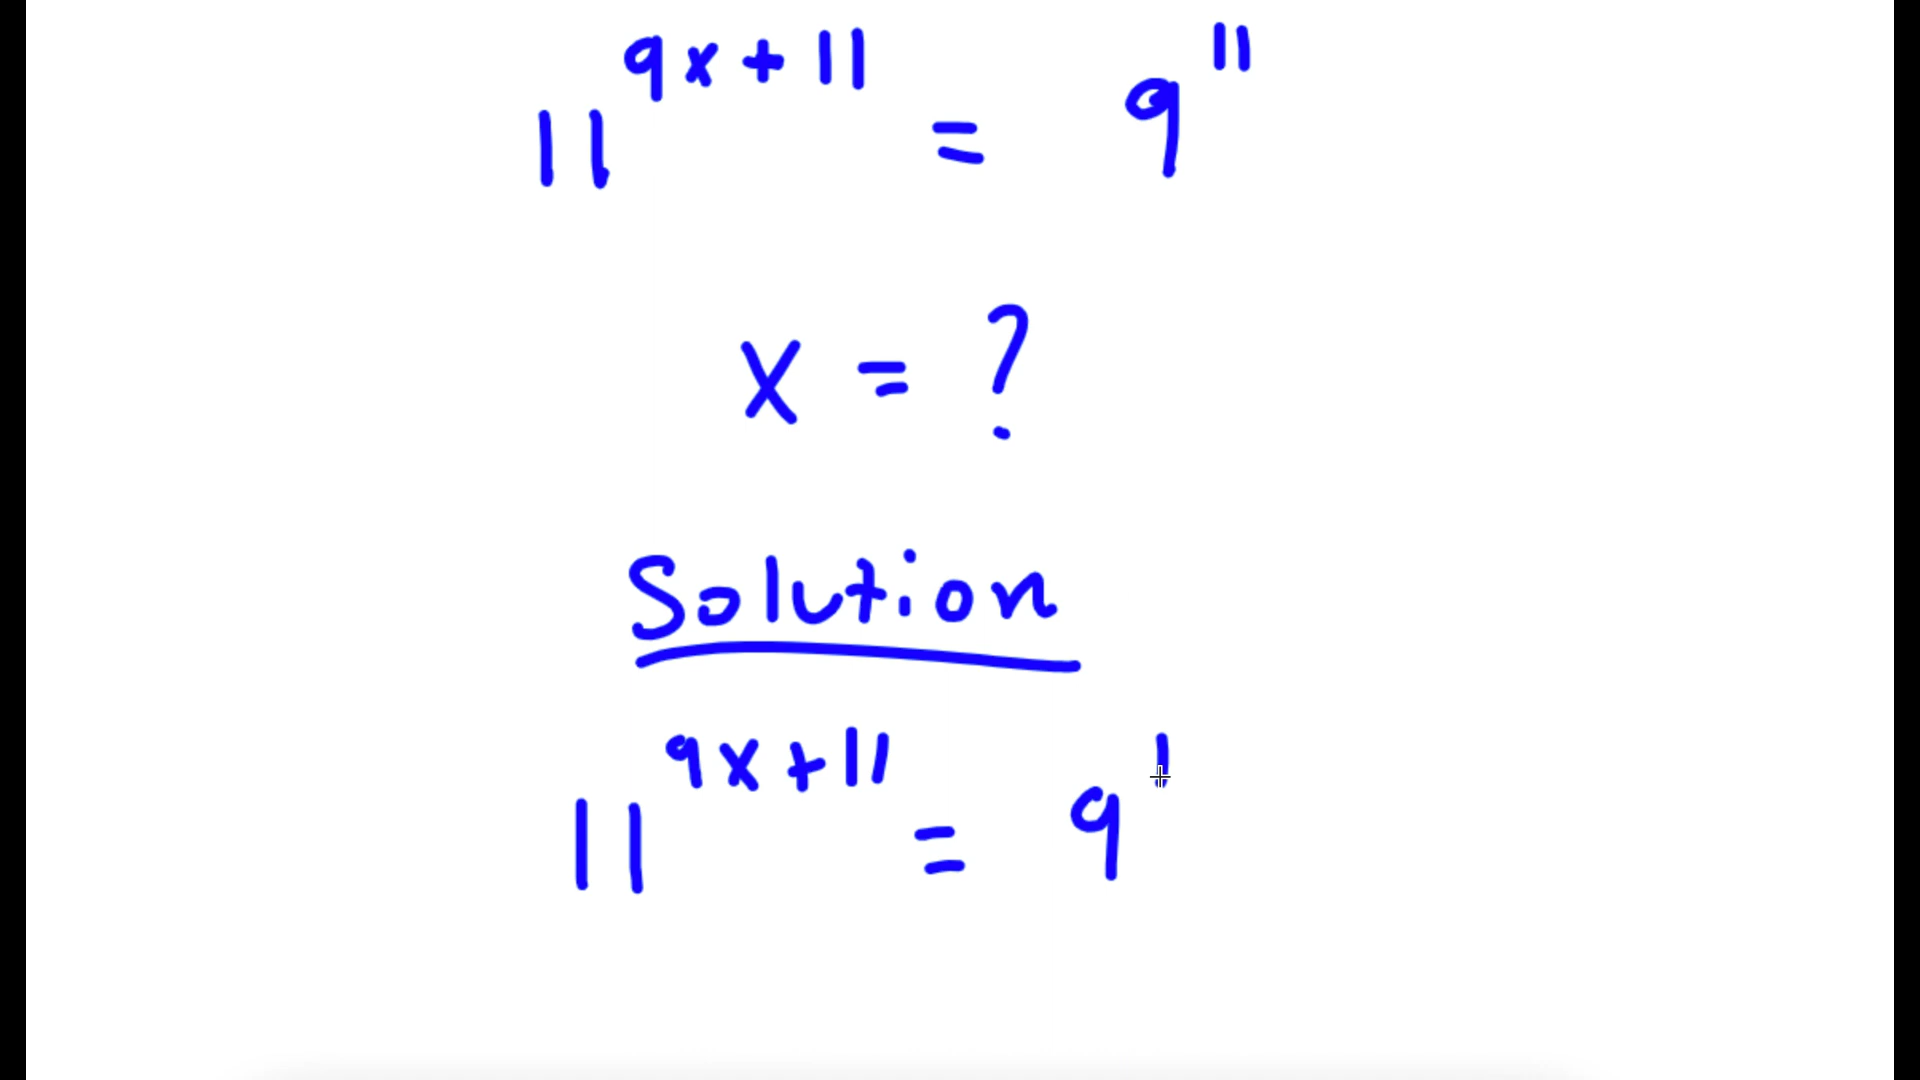 11^{9x+11} = 9^{11}
x = ?
Solution
11^{9x+11} = 9^{1}